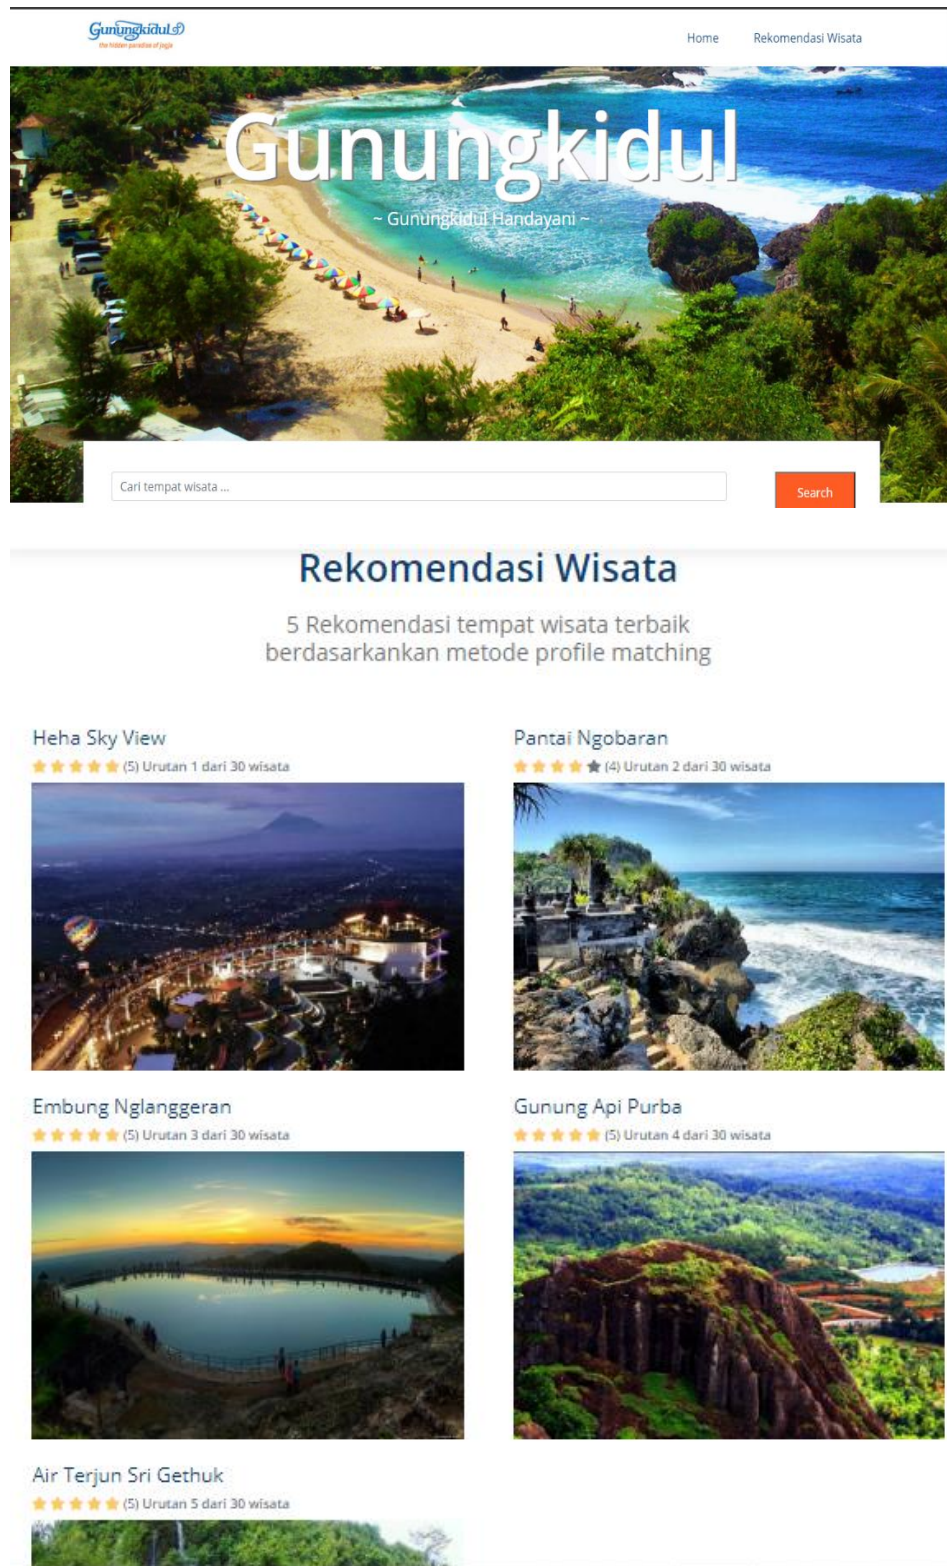 Gunungkidul
the hidden paradise of jogja
Home
Rekomendasi Wisata
Gunungkidul
~ Gunungkidul Handayani ~
Cari tempat wisata ...
Search
Rekomendasi Wisata
5 Rekomendasi tempat wisata terbaik
berdasarkankan metode profile matching
Heha Sky View
(5) Urutan 1 dari 30 wisata
Pantai Ngobaran
(4) Urutan 2 dari 30 wisata
Embung Nglanggeran
(5) Urutan 3 dari 30 wisata
Gunung Api Purba
(5) Urutan 4 dari 30 wisata
Air Terjun Sri Gethuk
(5) Urutan 5 dari 30 wisata